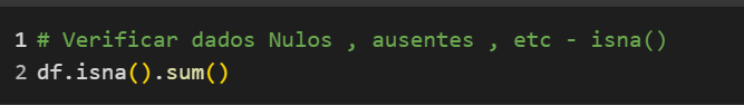 1 # Verificar dados Nulos , ausentes , etc - isna()
2 df.isna().sum()